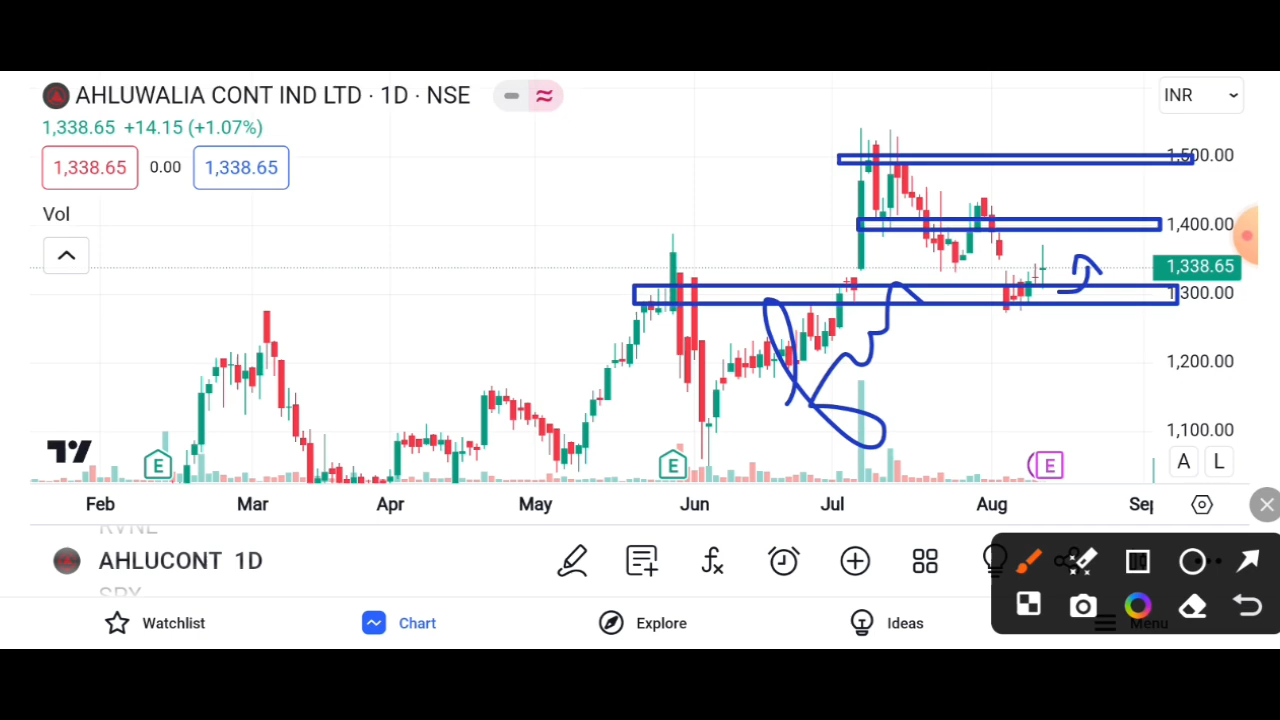 AHLUWALIA CONT IND LTD · 1D · NSE
INR
1,338.65 +14.15 (+1.07%)
1,338.65 0.00 1,338.65
1,500.00
Vol
1,400.00
1,338.65
1,300.00
1,200.00
1,100.00
E E E A L
Feb Mar Apr May Jun Jul Aug Sep
RVNL
AHLUCONT 1D
SPX
Watchlist Chart Explore Ideas Menu